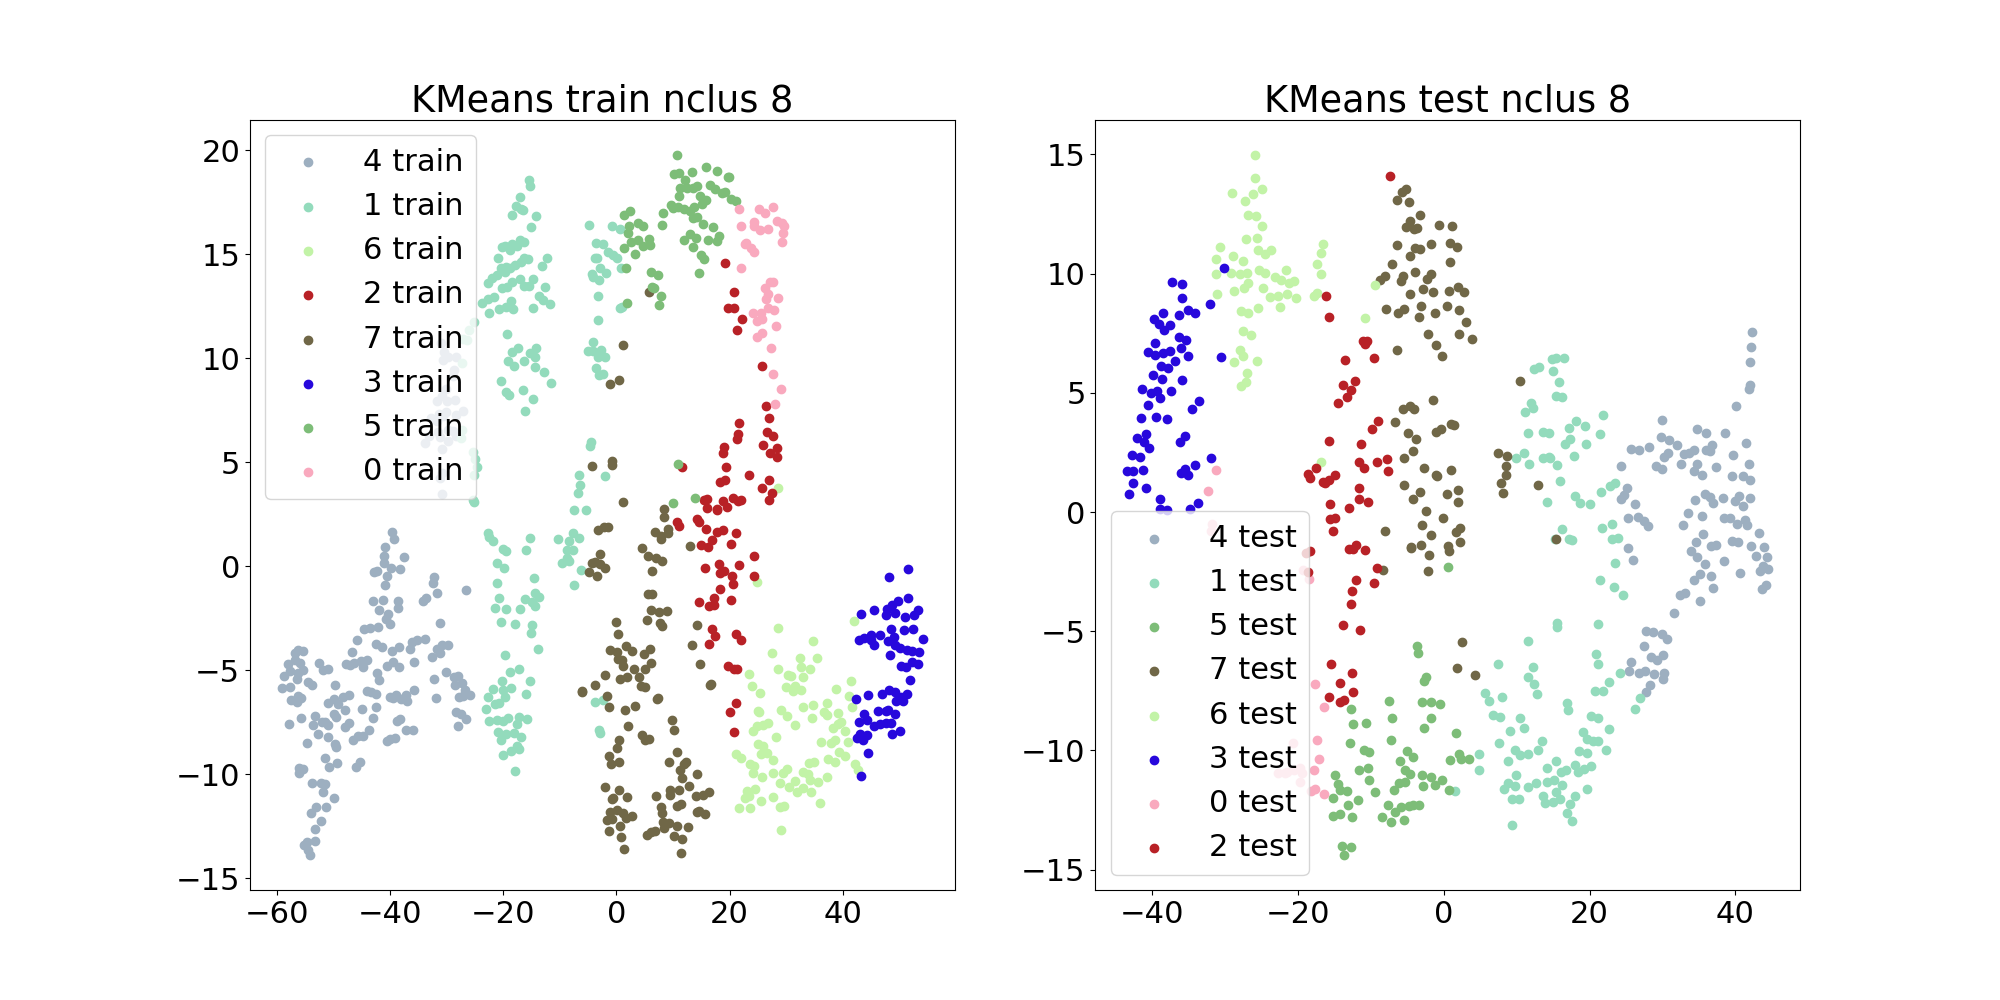 KMeans train nclus 8
20
15
10
5
0
−5
−10
−15
−60
−40
−20
0
20
40
4 train
1 train
6 train
2 train
7 train
3 train
5 train
0 train
KMeans test nclus 8
15
10
5
0
−5
−10
−15
−40
−20
0
20
40
4 test
1 test
5 test
7 test
6 test
3 test
0 test
2 test